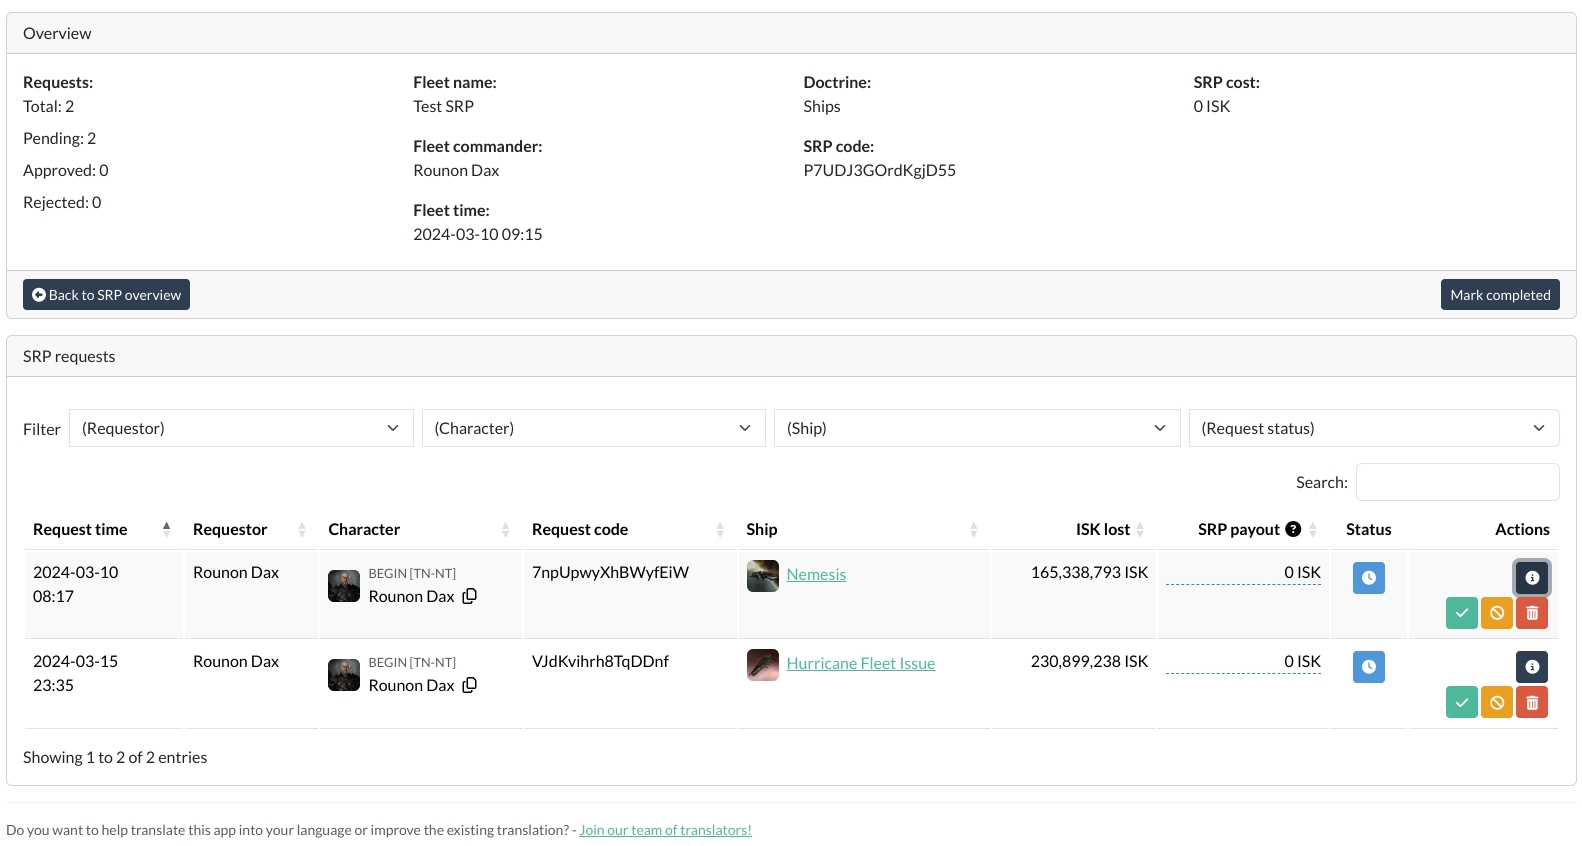 Overview
Requests:
Total: 2
Pending: 2
Approved: 0
Rejected: 0
Fleet name:
Test SRP
Fleet commander:
Rounon Dax
Fleet time:
2024-03-10 09:15
Doctrine:
Ships
SRP code:
P7UDJ3GOrdKgjD55
SRP cost:
0 ISK
Back to SRP overview
Mark completed
SRP requests
Filter (Requestor) (Character) (Ship) (Request status)
Search:
Request time Requestor Character Request code Ship ISK lost SRP payout ? Status Actions
2024-03-10 08:17 Rounon Dax BEGIN [TN-NT] Rounon Dax 7npUpwyXhBWyfEiW Nemesis 165,338,793 ISK 0 ISK
2024-03-15 23:35 Rounon Dax BEGIN [TN-NT] Rounon Dax VJdKvihrh8TqDDnf Hurricane Fleet Issue 230,899,238 ISK 0 ISK
Showing 1 to 2 of 2 entries
Do you want to help translate this app into your language or improve the existing translation? - Join our team of translators!